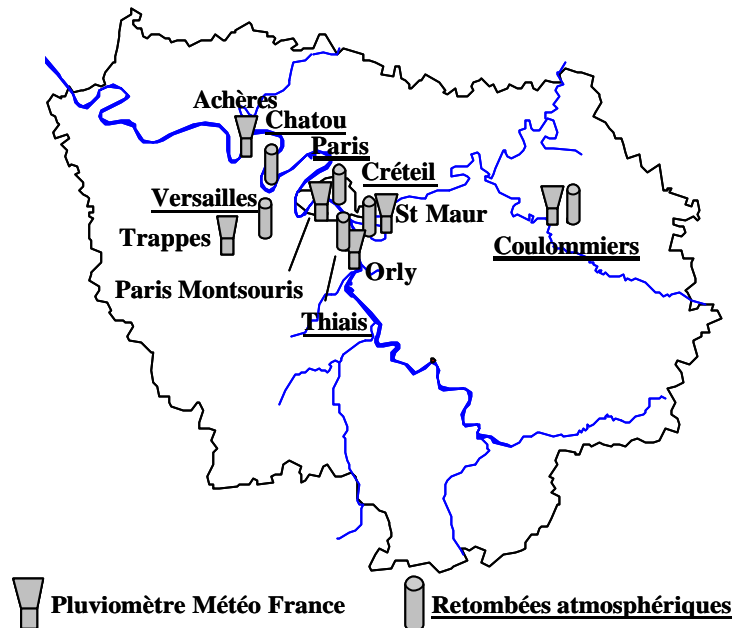 Achères
Chatou
Paris
Créteil
Versailles
St Maur
Trappes
Coulommiers
Orly
Paris Montsouris
Thiais
Pluviomètre Météo France
Retombées atmosphériques